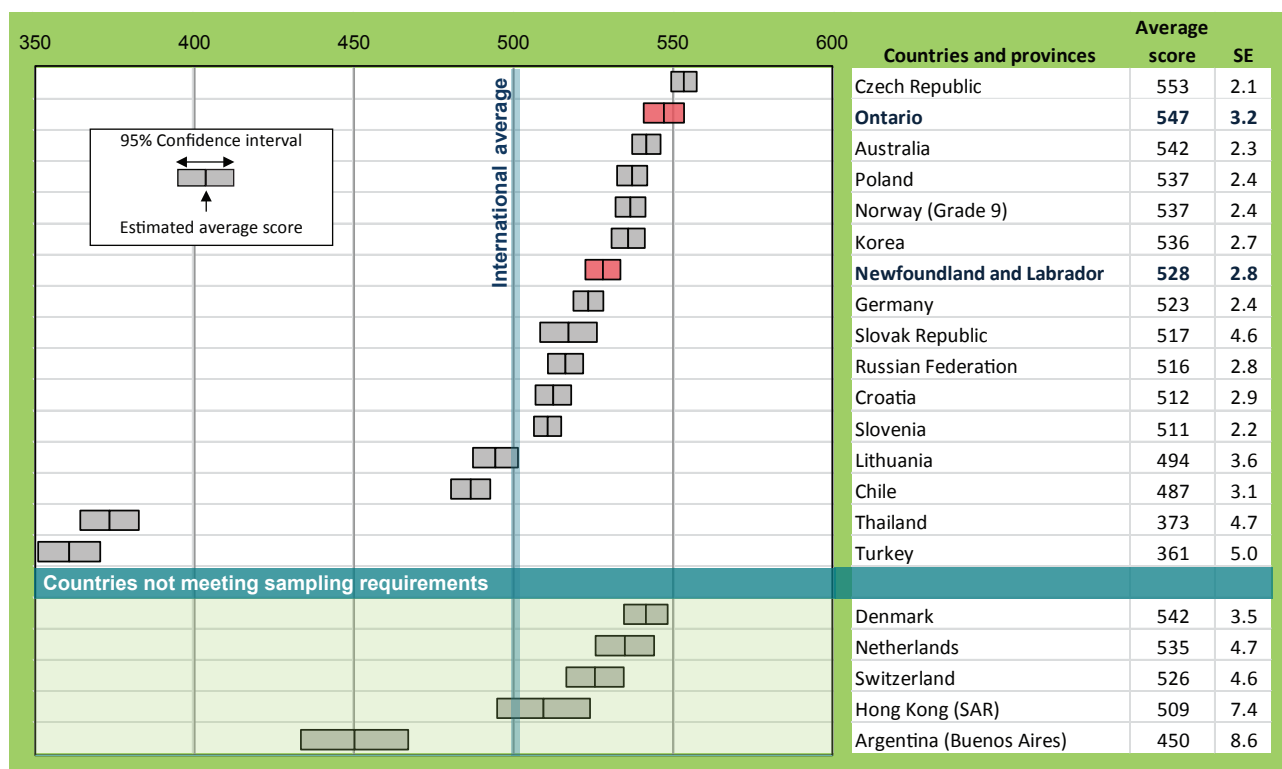 350 400 450 500 550 600
Average
Countries and provinces score SE
International average
95% Confidence interval
Estimated average score
Czech Republic 553 2.1
Ontario 547 3.2
Australia 542 2.3
Poland 537 2.4
Norway (Grade 9) 537 2.4
Korea 536 2.7
Newfoundland and Labrador 528 2.8
Germany 523 2.4
Slovak Republic 517 4.6
Russian Federation 516 2.8
Croatia 512 2.9
Slovenia 511 2.2
Lithuania 494 3.6
Chile 487 3.1
Thailand 373 4.7
Turkey 361 5.0
Countries not meeting sampling requirements
Denmark 542 3.5
Netherlands 535 4.7
Switzerland 526 4.6
Hong Kong (SAR) 509 7.4
Argentina (Buenos Aires) 450 8.6